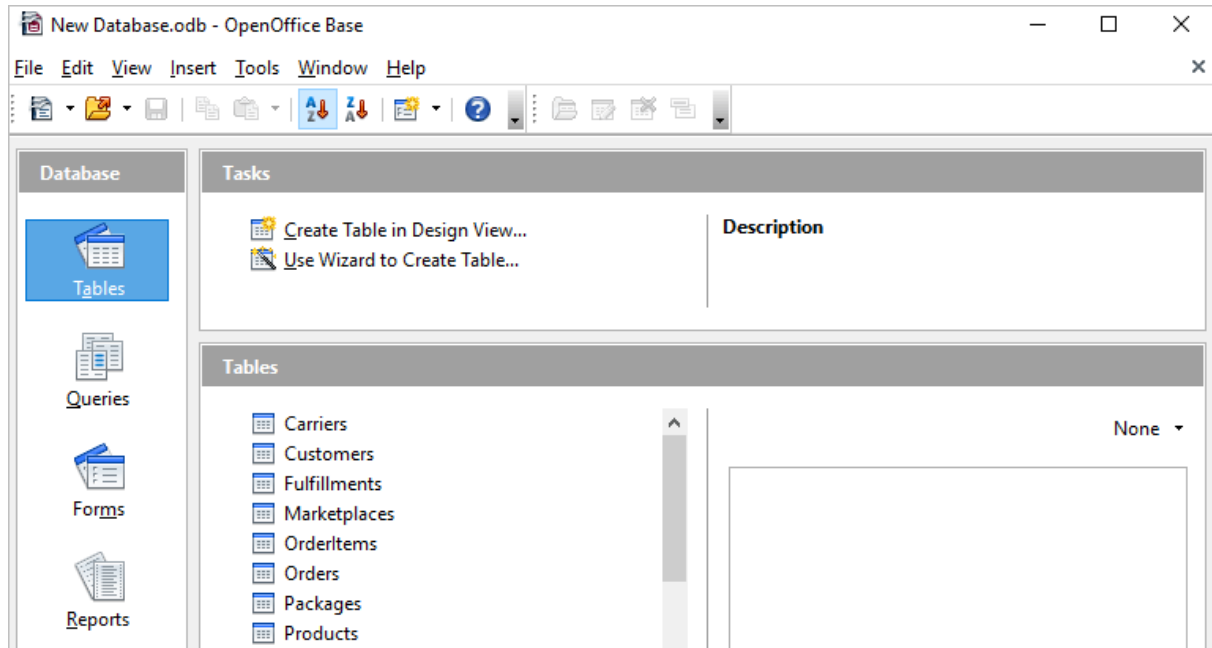 New Database.odb - OpenOffice Base
File Edit View Insert Tools Window Help
Database
Tables
Queries
Forms
Reports
Tasks
Create Table in Design View...
Use Wizard to Create Table...
Description
Tables
Carriers
Customers
Fulfillments
Marketplaces
OrderItems
Orders
Packages
Products
None